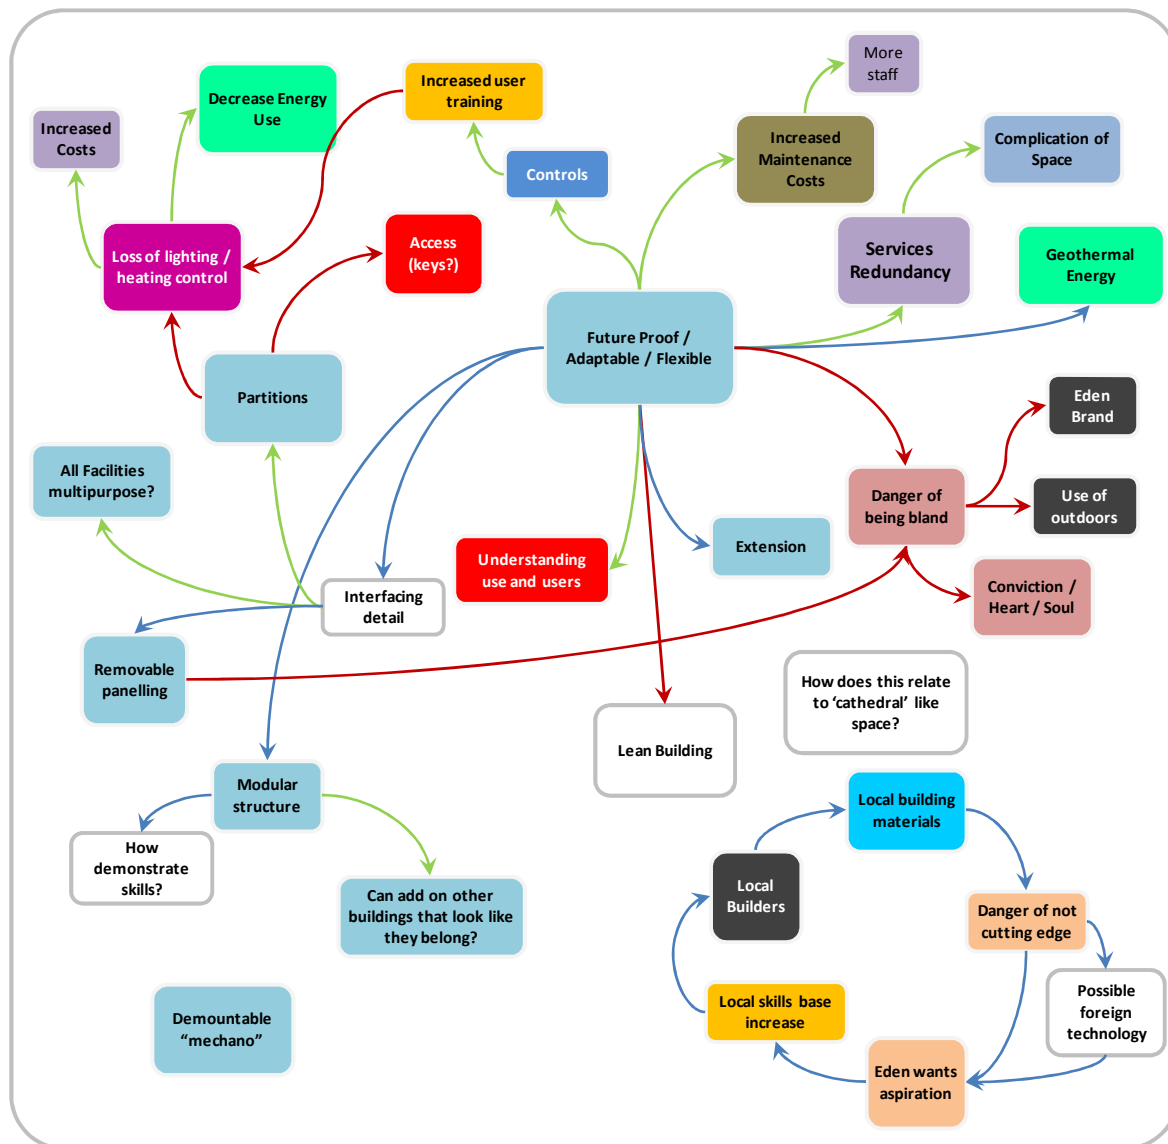 More
staff
Decrease Energy
Use
Increased user
training
Increased
Costs
Increased
Maintenance
Costs
Complication of
Space
Controls
Loss of lighting /
heating control
Access
(keys?)
Services
Redundancy
Geothermal
Energy
Future Proof /
Adaptable / Flexible
Partitions
Eden
Brand
All Facilities
multipurpose?
Danger of
being bland
Use of
outdoors
Extension
Understanding
use and users
Interfacing
detail
Conviction /
Heart / Soul
Removable
panelling
How does this relate
to ‘cathedral’ like
space?
Lean Building
Modular
structure
Local building
materials
How
demonstrate
skills?
Can add on other
buildings that look like
they belong?
Local
Builders
Danger of not
cutting edge
Demountable
“mechano”
Local skills base
increase
Possible
foreign
technology
Eden wants
aspiration